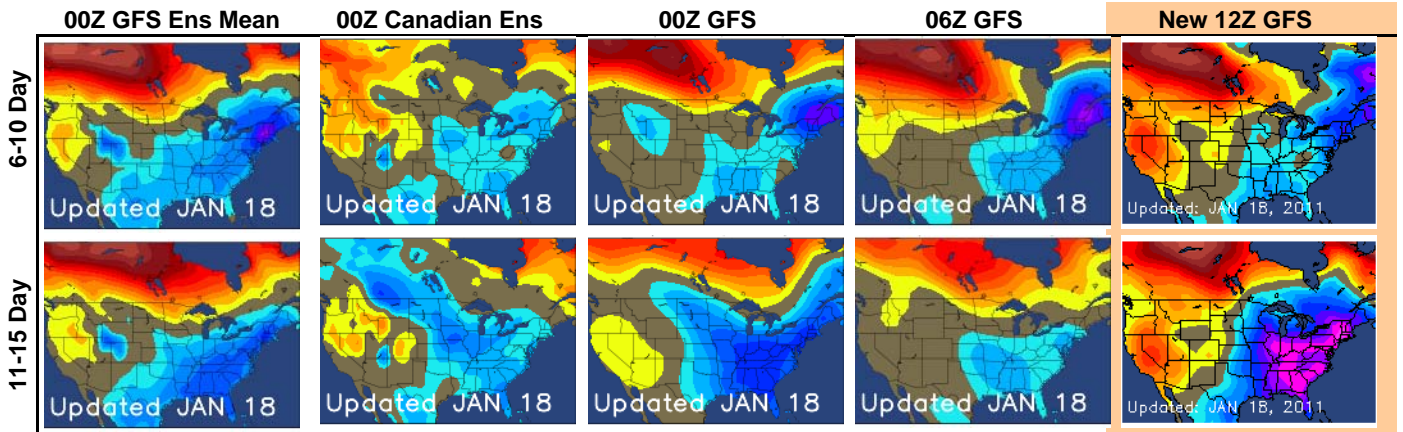 00Z GFS Ens Mean 00Z Canadian Ens 00Z GFS 06Z GFS New 12Z GFS
6-10 Day
Updated JAN 18 Updated JAN 18 Updated JAN 18 Updated JAN 18 Updated: JAN 18, 2011
11-15 Day
Updated JAN 18 Updated JAN 18 Updated JAN 18 Updated JAN 18 Updated: JAN 18, 2011